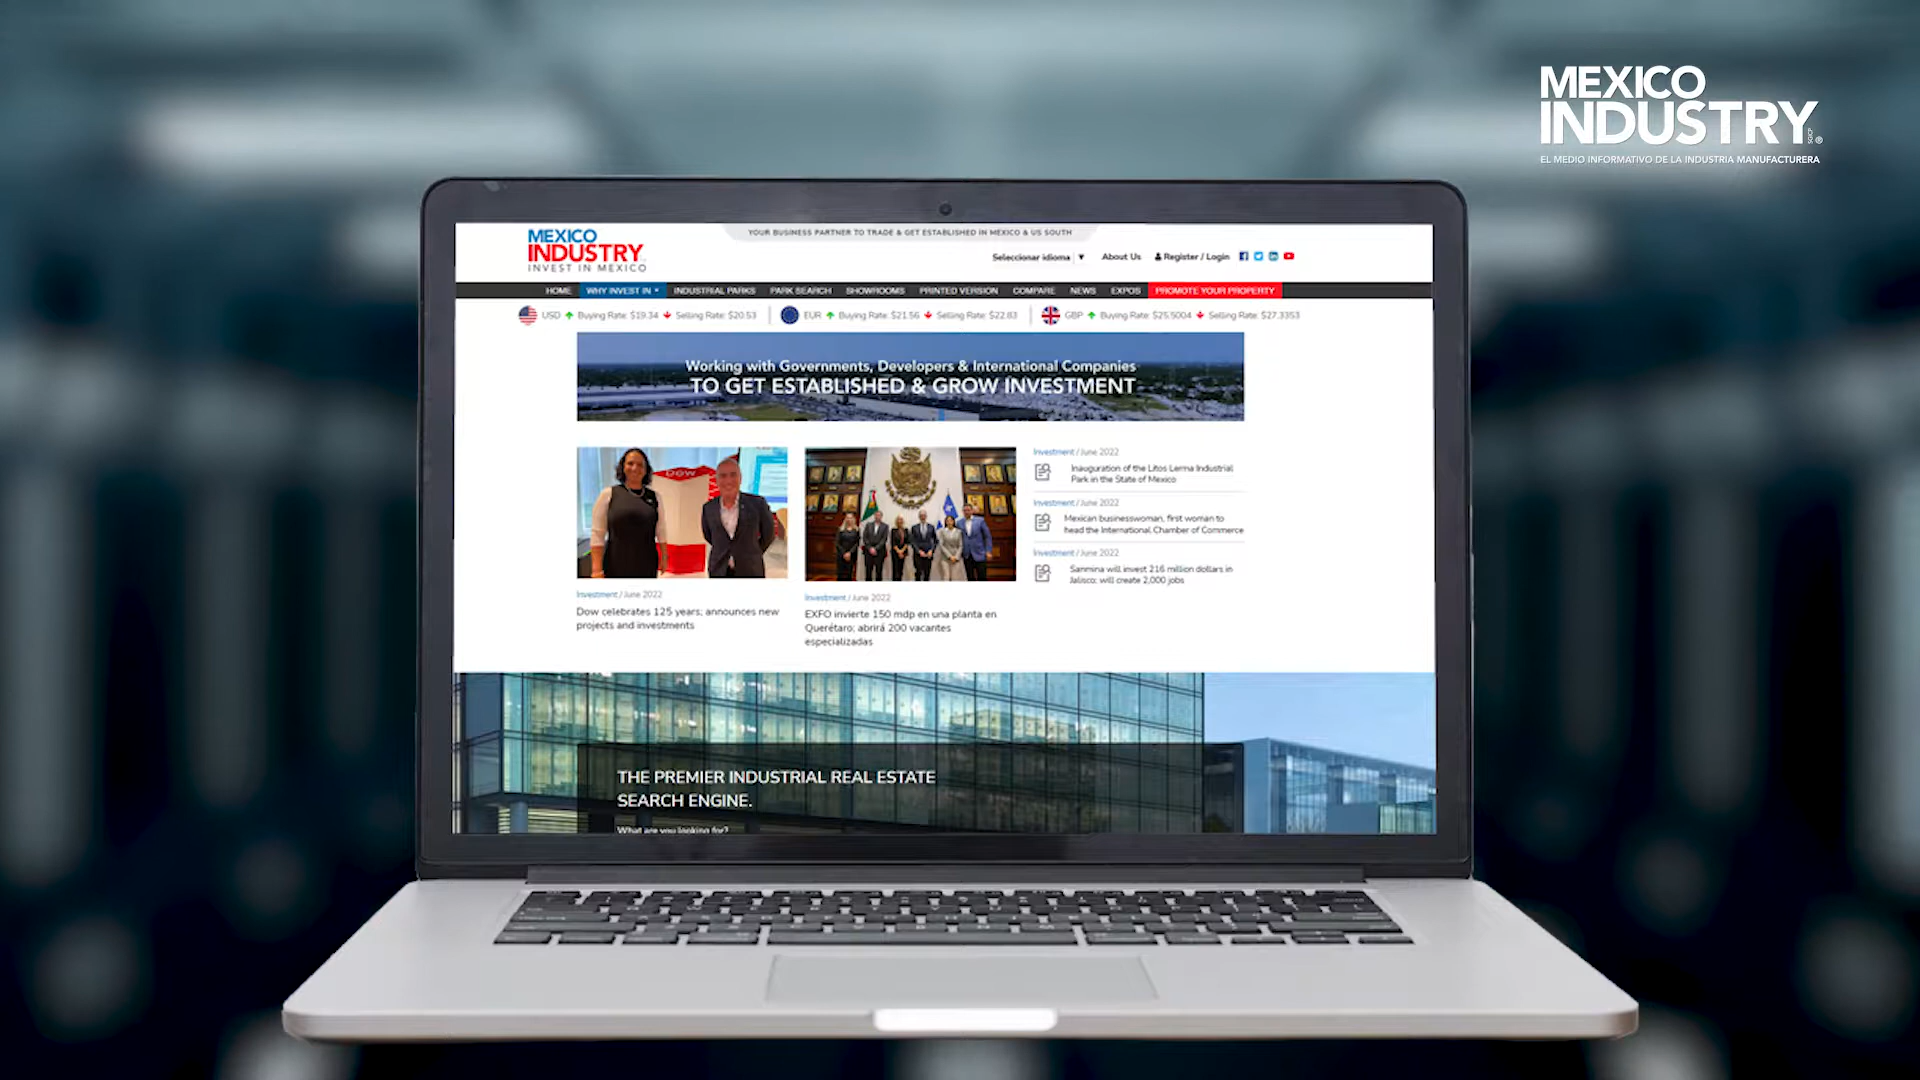 MEXICO
INDUSTRY®
EL MEDIO INFORMATIVO DE LA INDUSTRIA MANUFACTURERA
YOUR BUSINESS PARTNER TO TRADE & GET ESTABLISHED IN MEXICO & US SOUTH
MEXICO
INDUSTRY
INVEST IN MEXICO
Seleccionar idioma ▼ About Us Register / Login
HOME WHY INVEST IN INDUSTRIAL PARKS PARK SEARCH SHOWROOMS PRINTED VERSION COMPARE NEWS EXPOS PROMOTE YOUR PROPERTY
USD Buying Rate: $19.34 Selling Rate: $20.53 EUR Buying Rate: $21.56 Selling Rate: $22.83 GBP Buying Rate: $25.5004 Selling Rate: $27.3353
Working with Governments, Developers & International Companies
TO GET ESTABLISHED & GROW INVESTMENT
DOW
Investment / June 2022
Dow celebrates 125 years; announces new
projects and investments
Investment / June 2022
EXFO invierte 150 mdp en una planta en
Querétaro; abrirá 200 vacantes
especializadas
Investment / June 2022
Inauguration of the Litos Lerma Industrial
Park in the State of Mexico
Investment / June 2022
Mexican businesswoman, first woman to
head the International Chamber of Commerce
Investment / June 2022
Sanmina will invest 216 million dollars in
Jalisco; will create 2,000 jobs
THE PREMIER INDUSTRIAL REAL ESTATE
SEARCH ENGINE.
What are you looking for?